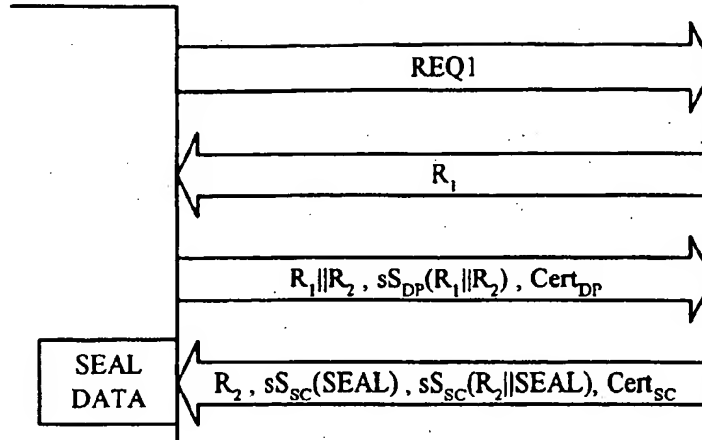 REQ1
R₁
R₁||R₂ , sS_DP(R₁||R₂) , Cert_DP
SEAL
DATA
R₂ , sS_SC(SEAL) , sS_SC(R₂||SEAL), Cert_SC